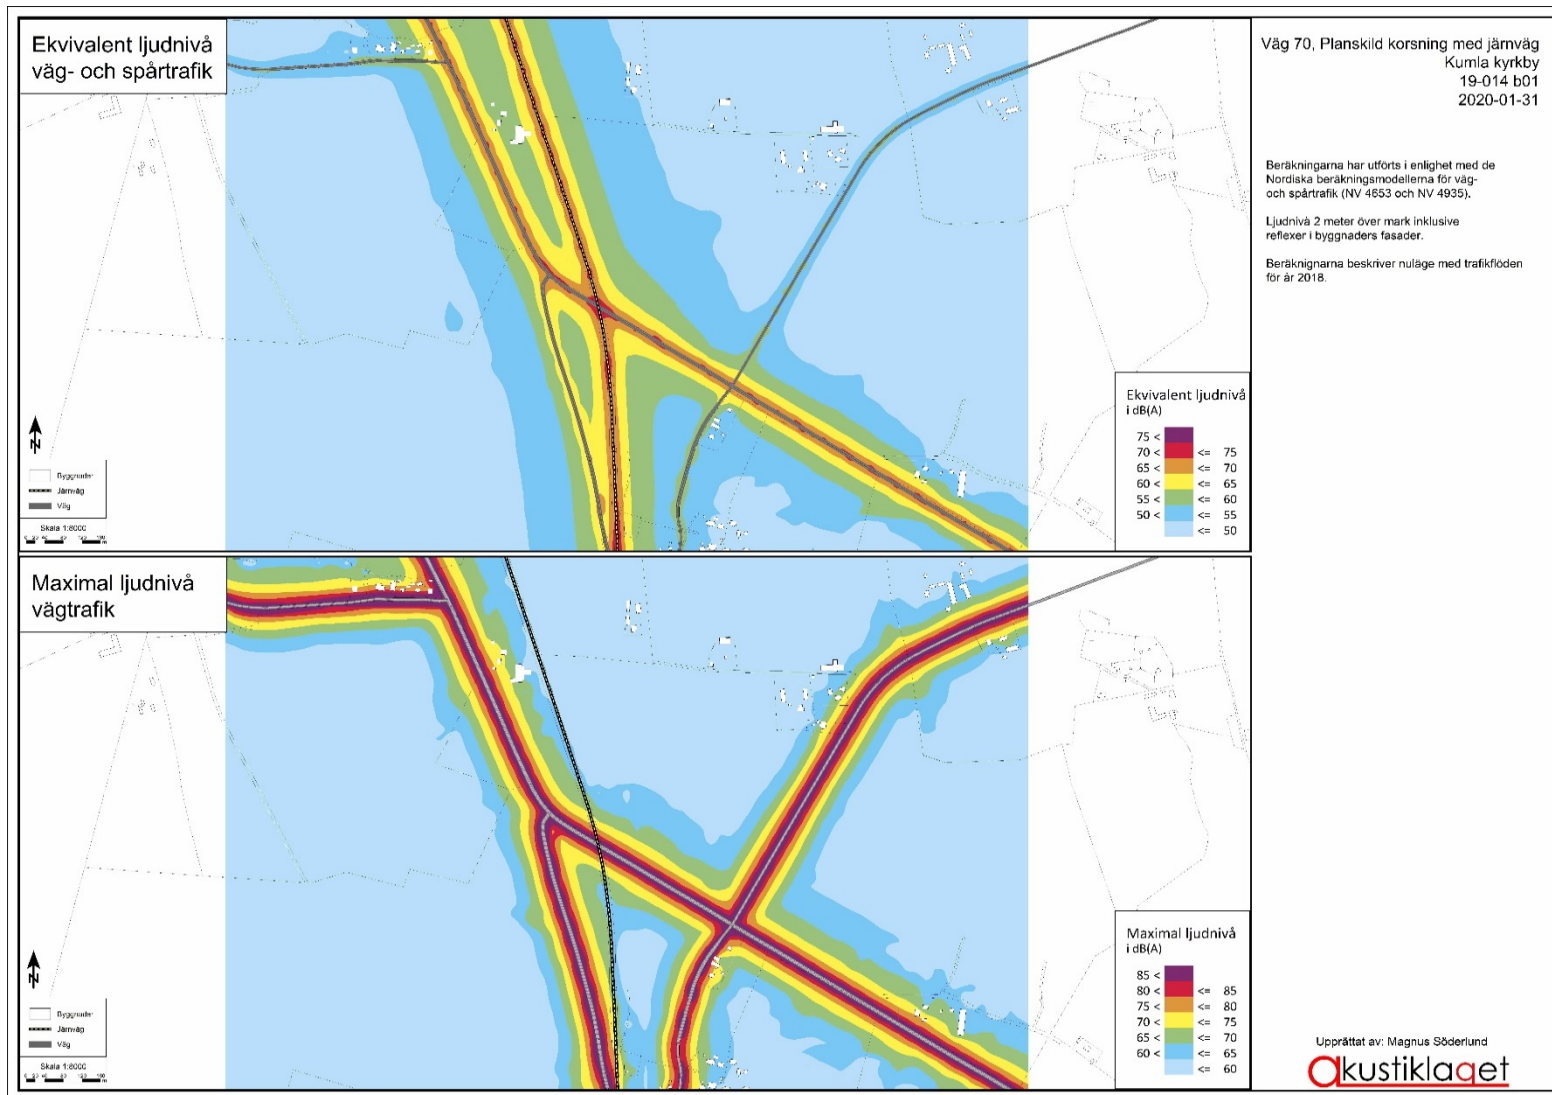 Ekvivalent ljudnivå
väg- och spårtrafik
Väg 70, Planskild korsning med järnväg
Kumla kyrkby
19-014 b01
2020-01-31
Beräkningarna har utförts i enlighet med de
Nordiska beräkningsmodellerna för väg-
och spårtrafik (NV 4653 och NV 4935).
Ljudnivå 2 meter över mark inklusive
reflexer i byggnaders fasader.
Beräknignarna beskriver nuläge med trafikflöden
för år 2018.
N
Byggnader
Järnväg
Väg
Skala 1:8000
Ekvivalent ljudnivå
i dB(A)
75 <
70 < <= 75
65 < <= 70
60 < <= 65
55 < <= 60
50 < <= 55
<= 50
Maximal ljudnivå
vägtrafik
N
Byggnader
Järnväg
Väg
Skala 1:8000
Maximal ljudnivå
i dB(A)
85 <
80 < <= 85
75 < <= 80
70 < <= 75
65 < <= 70
60 < <= 65
<= 60
Upprättat av: Magnus Söderlund
akustiklaget